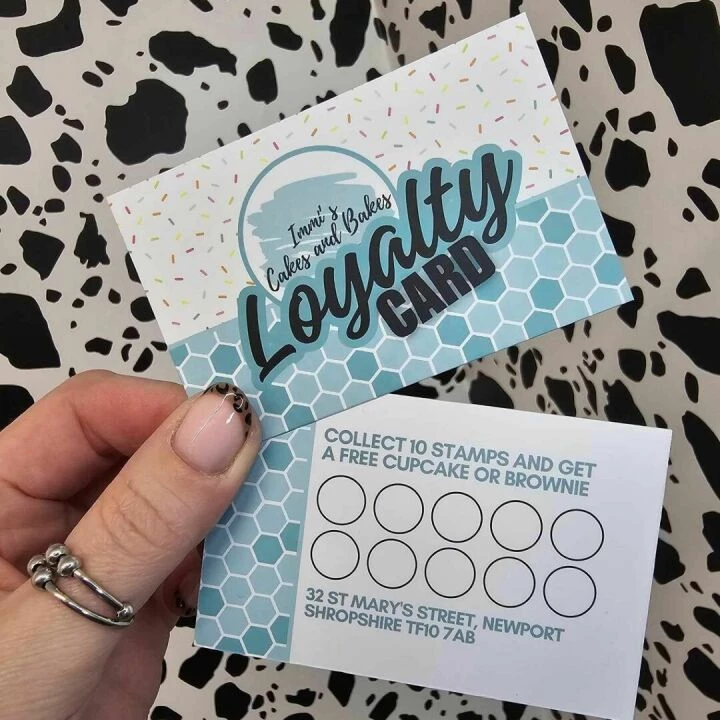 Immi's
Cakes and Bakes
Loyalty
CARD
COLLECT 10 STAMPS AND GET
A FREE CUPCAKE OR BROWNIE
32 ST MARY'S STREET, NEWPORT
SHROPSHIRE TF10 7AB